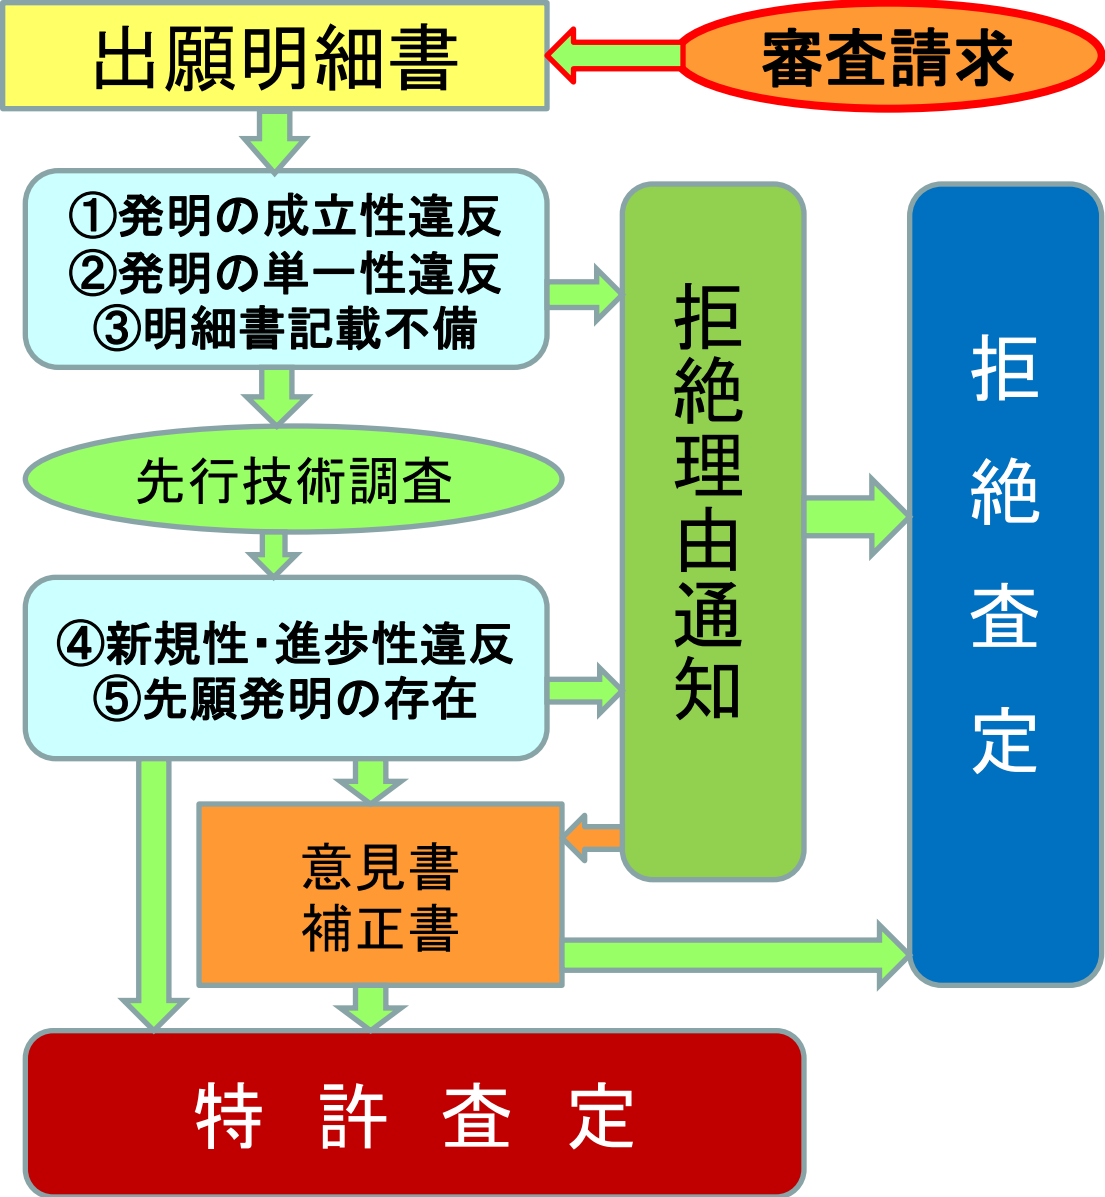 出願明細書
審査請求
①発明の成立性違反
②発明の単一性違反
③明細書記載不備
先行技術調査
④新規性・進歩性違反
⑤先願発明の存在
拒絶理由通知
拒絶査定
意見書
補正書
特許査定